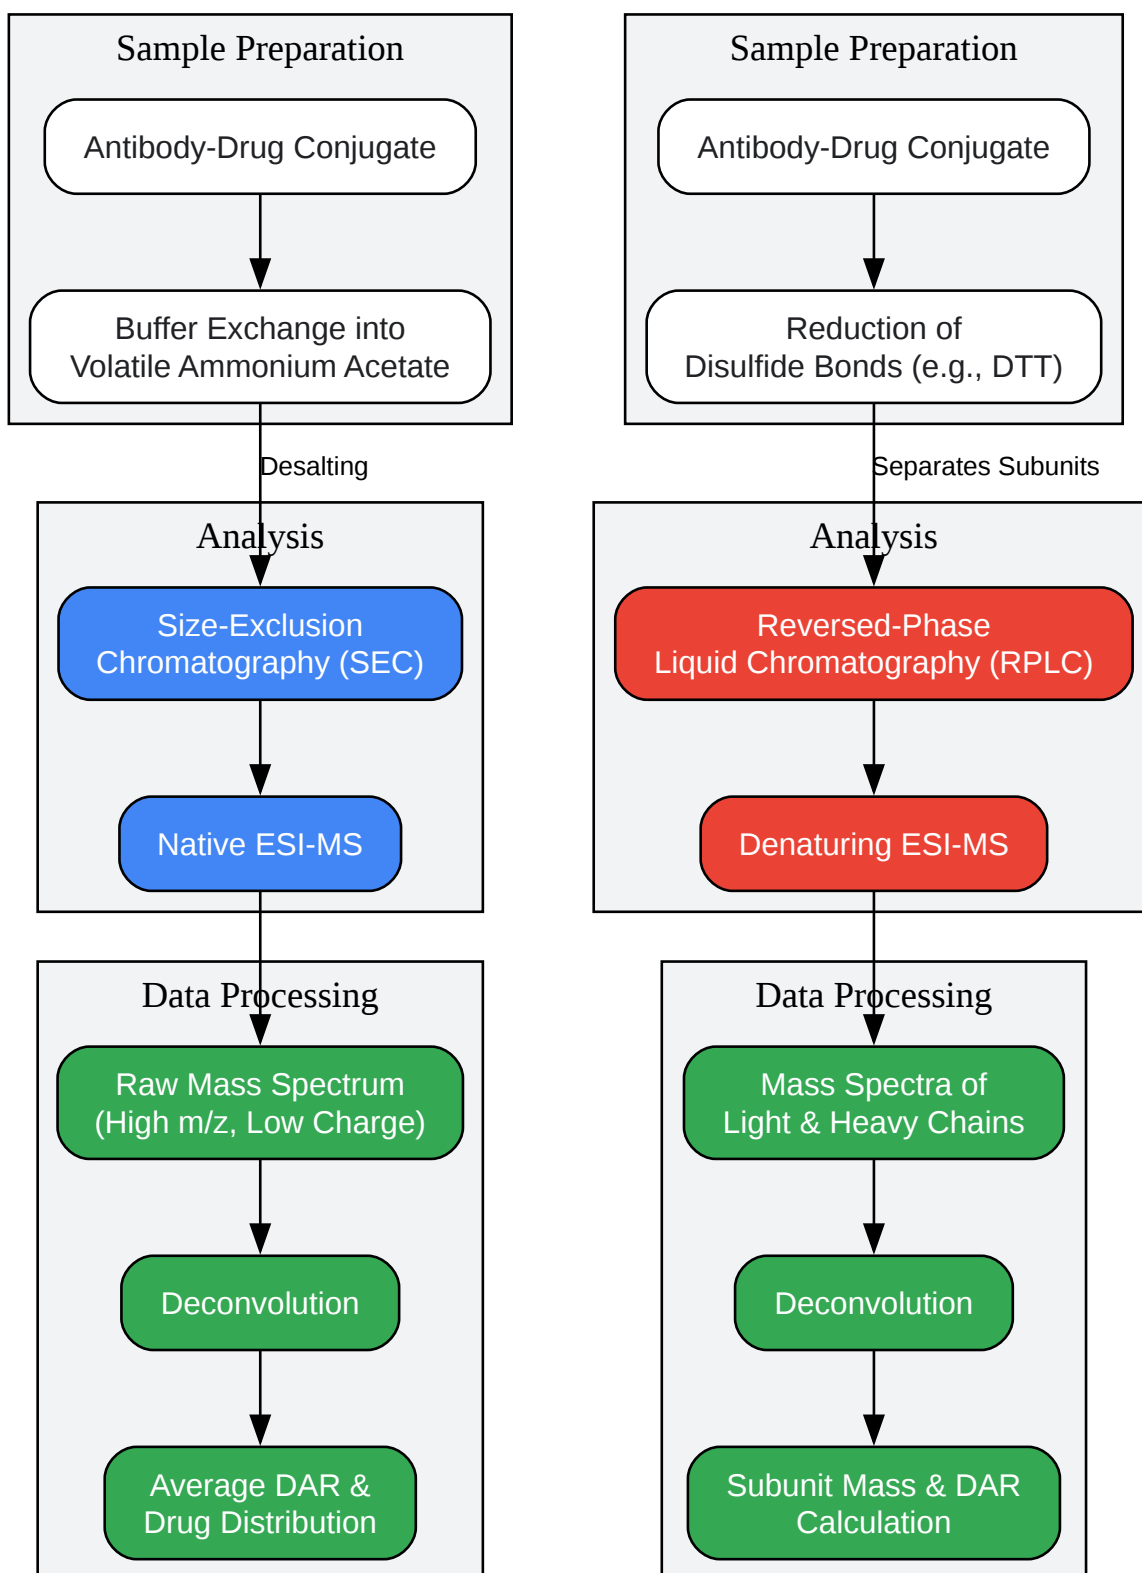 Sample Preparation
Antibody-Drug Conjugate
Buffer Exchange into
Volatile Ammonium Acetate
Desalting
Analysis
Size-Exclusion
Chromatography (SEC)
Native ESI-MS
Data Processing
Raw Mass Spectrum
(High m/z, Low Charge)
Deconvolution
Average DAR &
Drug Distribution
Sample Preparation
Antibody-Drug Conjugate
Reduction of
Disulfide Bonds (e.g., DTT)
Separates Subunits
Analysis
Reversed-Phase
Liquid Chromatography (RPLC)
Denaturing ESI-MS
Data Processing
Mass Spectra of
Light & Heavy Chains
Deconvolution
Subunit Mass & DAR
Calculation